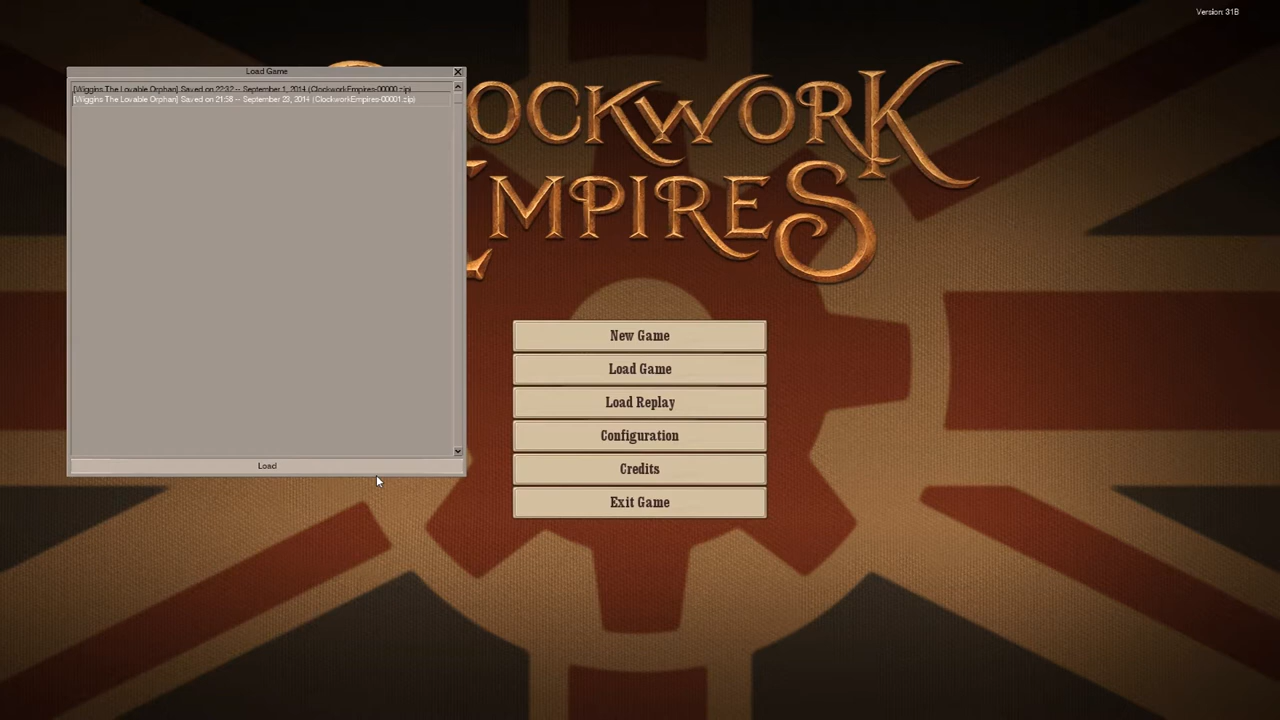 Version: 31B
Load Game
[Wiggins The Lovable Orphan] Saved on 22:32 -- September 1, 2014 (ClockworkEmpires-00000.zip)
[Wiggins The Lovable Orphan] Saved on 21:58 -- September 23, 2014 (ClockworkEmpires-00001.zip)
Load
OCKWORK
EMPIRES
New Game
Load Game
Load Replay
Configuration
Credits
Exit Game